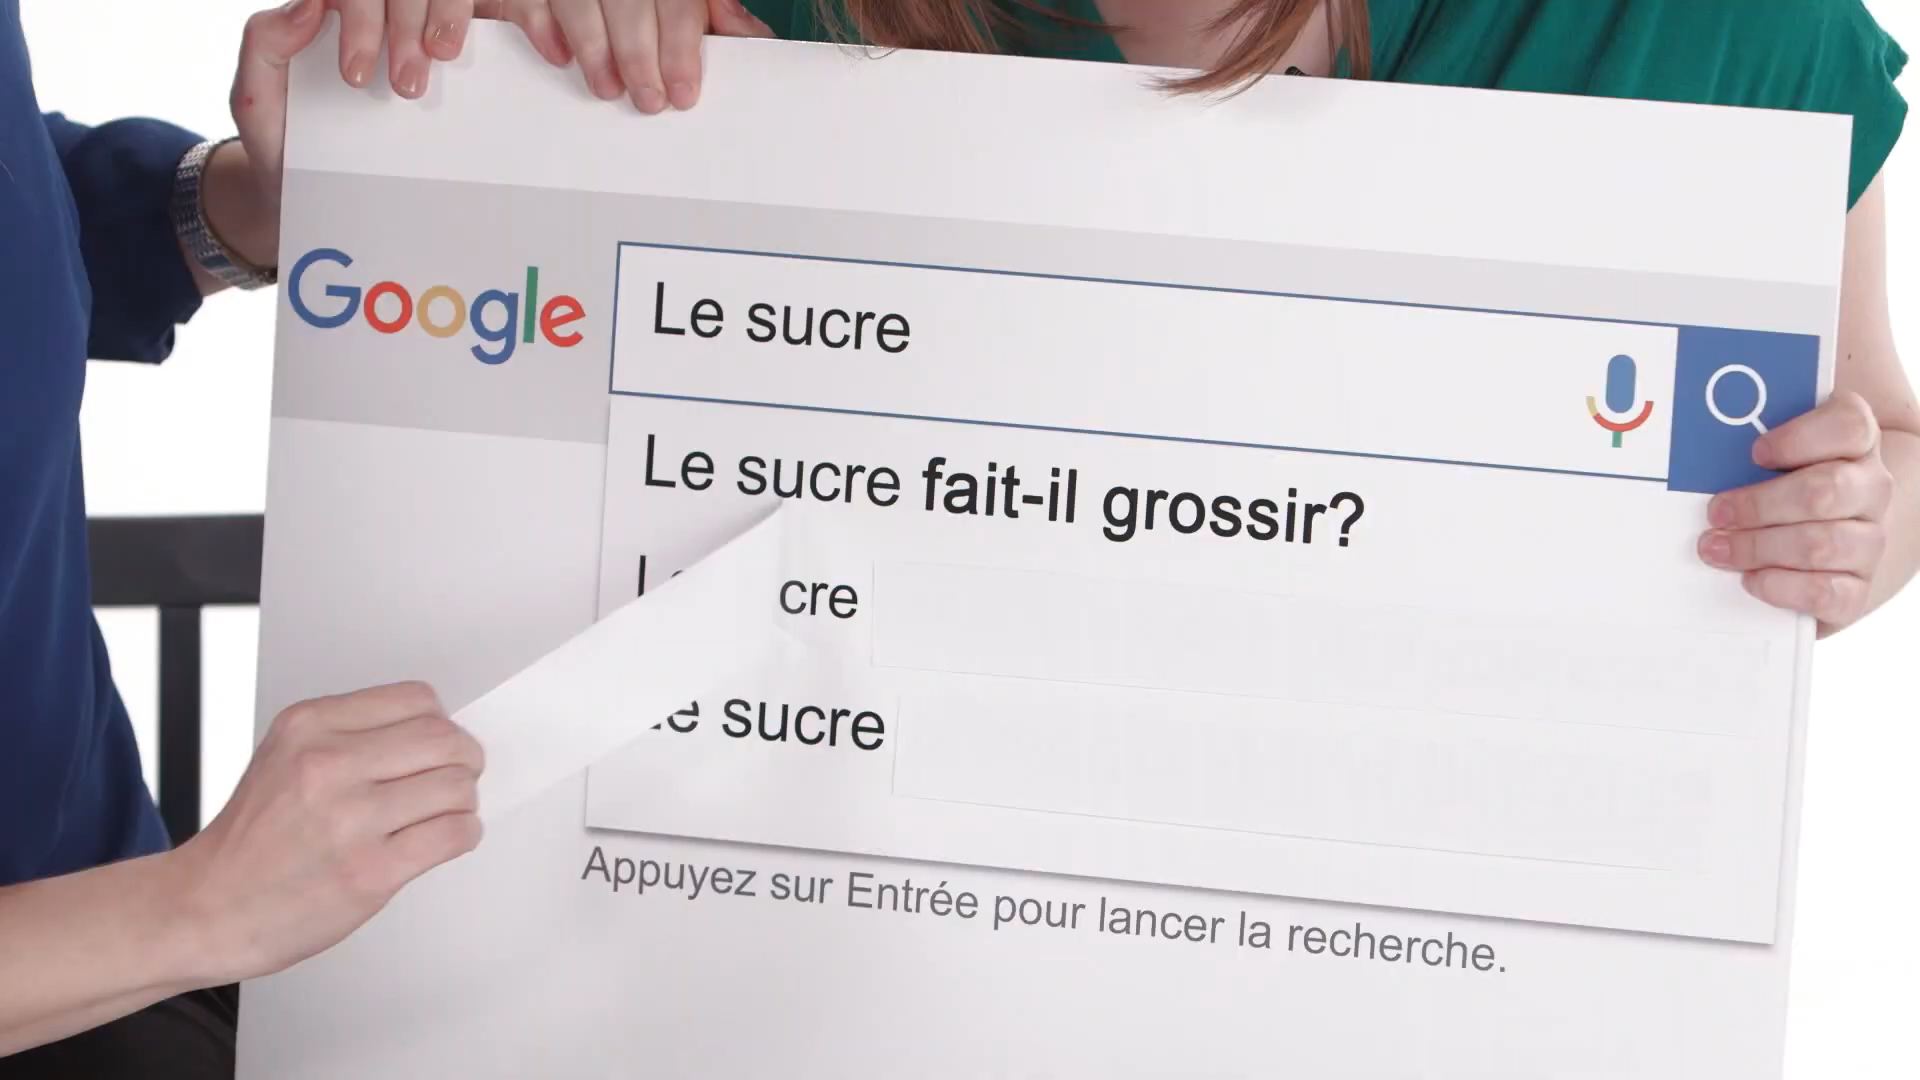 Google
Le sucre
Le sucre fait-il grossir?
cre
sucre
Appuyez sur Entrée pour lancer la recherche.